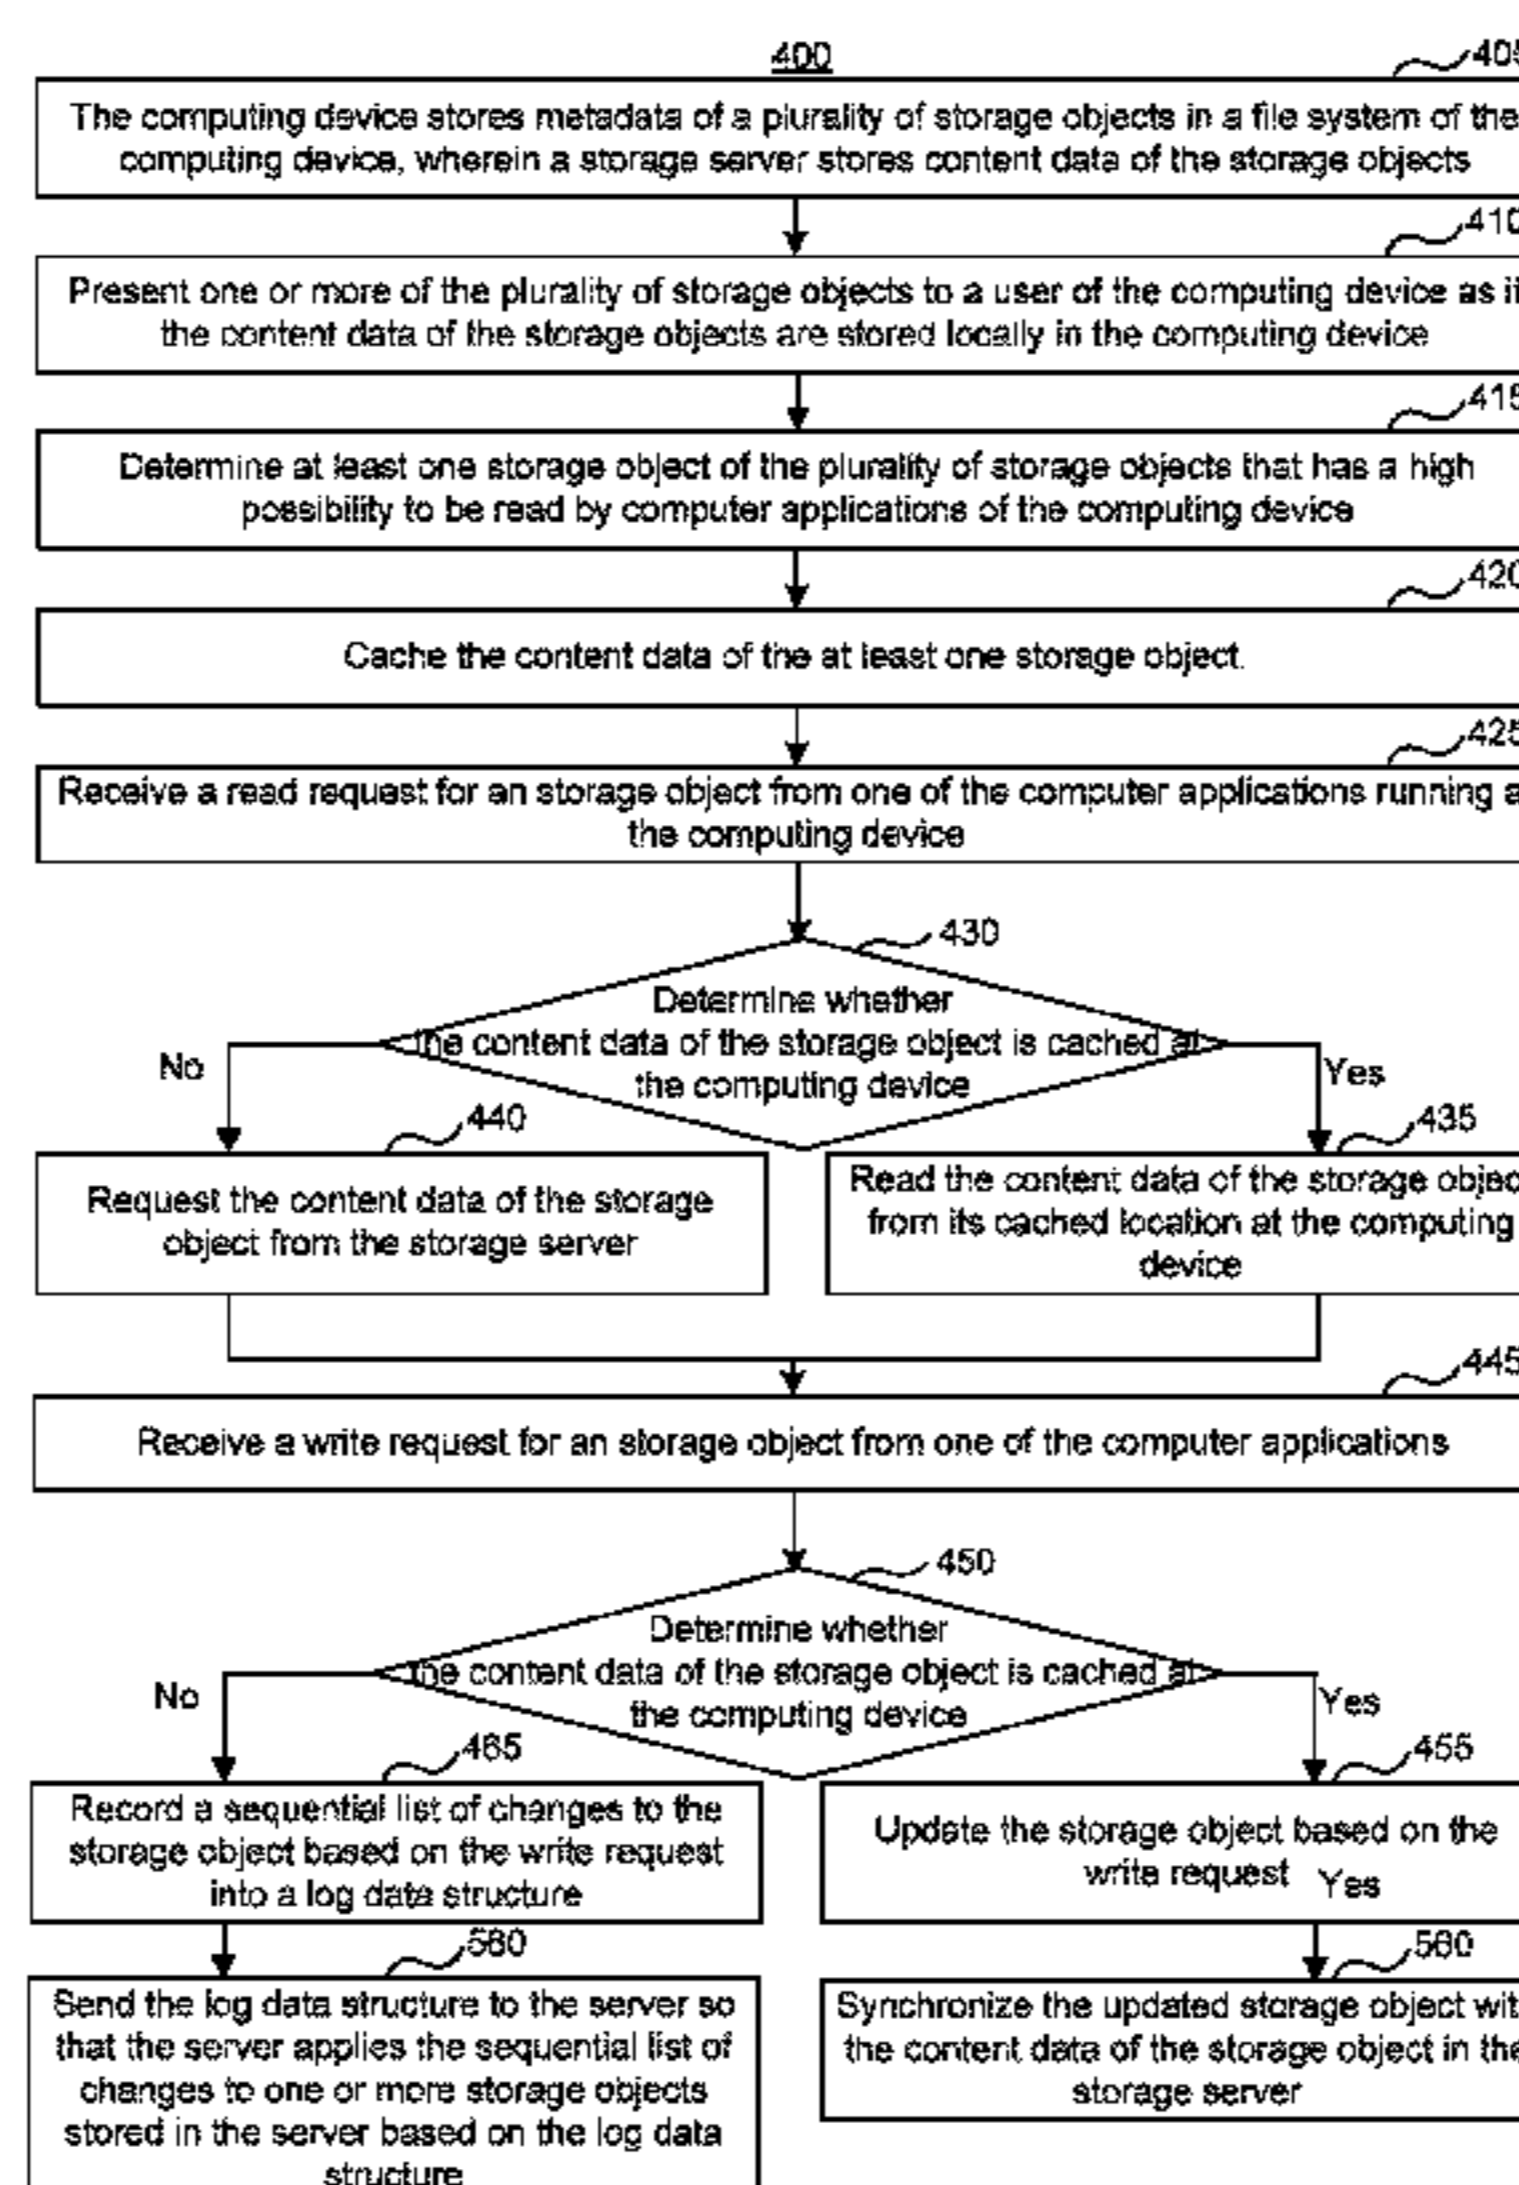 400
405
The computing device stores metadata of a plurality of storage objects in a file system of the
computing device, wherein a storage server stores content data of the storage objects
410
Present one or more of the plurality of storage objects to a user of the computing device as if
the content data of the storage objects are stored locally in the computing device
415
Determine at least one storage object of the plurality of storage objects that has a high
possibility to be read by computer applications of the computing device
420
Cache the content data of the at least one storage object.
425
Receive a read request for an storage object from one of the computer applications running a
the computing device
430
Determine whether
the content data of the storage object is cached at
the computing device
No
Yes
440
435
Request the content data of the storage
object from the storage server
Read the content data of the storage objec
from its cached location at the computing
device
445
Receive a write request for an storage object from one of the computer applications
450
Determine whether
the content data of the storage object is cached at
the computing device
No
Yes
465
455
Record a sequential list of changes to the
storage object based on the write request
into a log data structure
Update the storage object based on the
write request
Yes
560
560
Send the log data structure to the server so
that the server applies the sequential list of
changes to one or more storage objects
stored in the server based on the log data
structure
Synchronize the updated storage object wit
the content data of the storage object in the
storage server